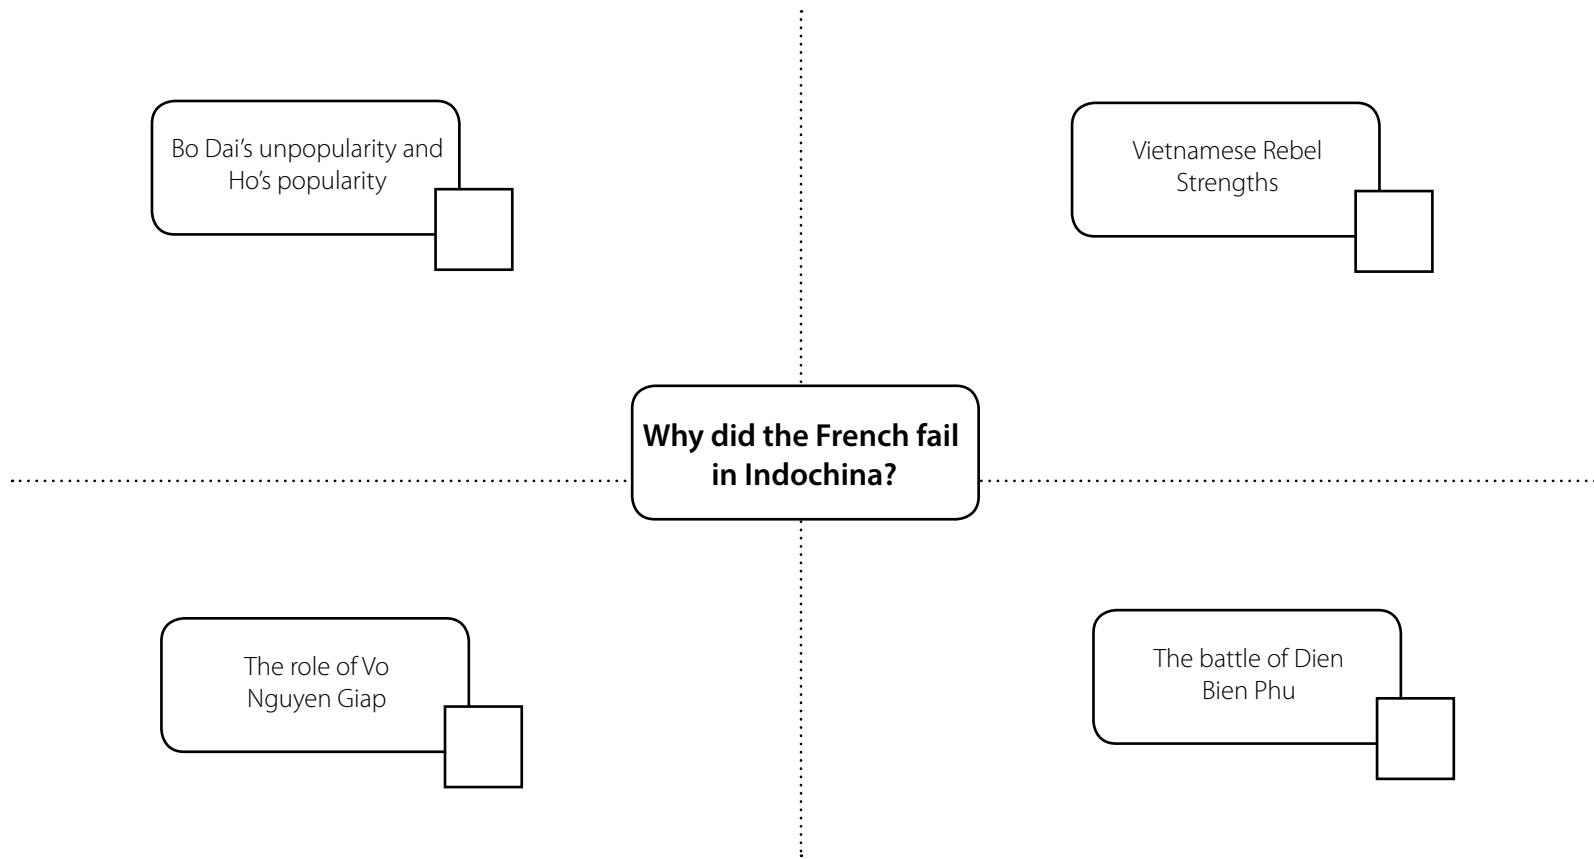 Bo Dai’s unpopularity and
Ho’s popularity
Vietnamese Rebel
Strengths
Why did the French fail
in Indochina?
The role of Vo
Nguyen Giap
The battle of Dien
Bien Phu